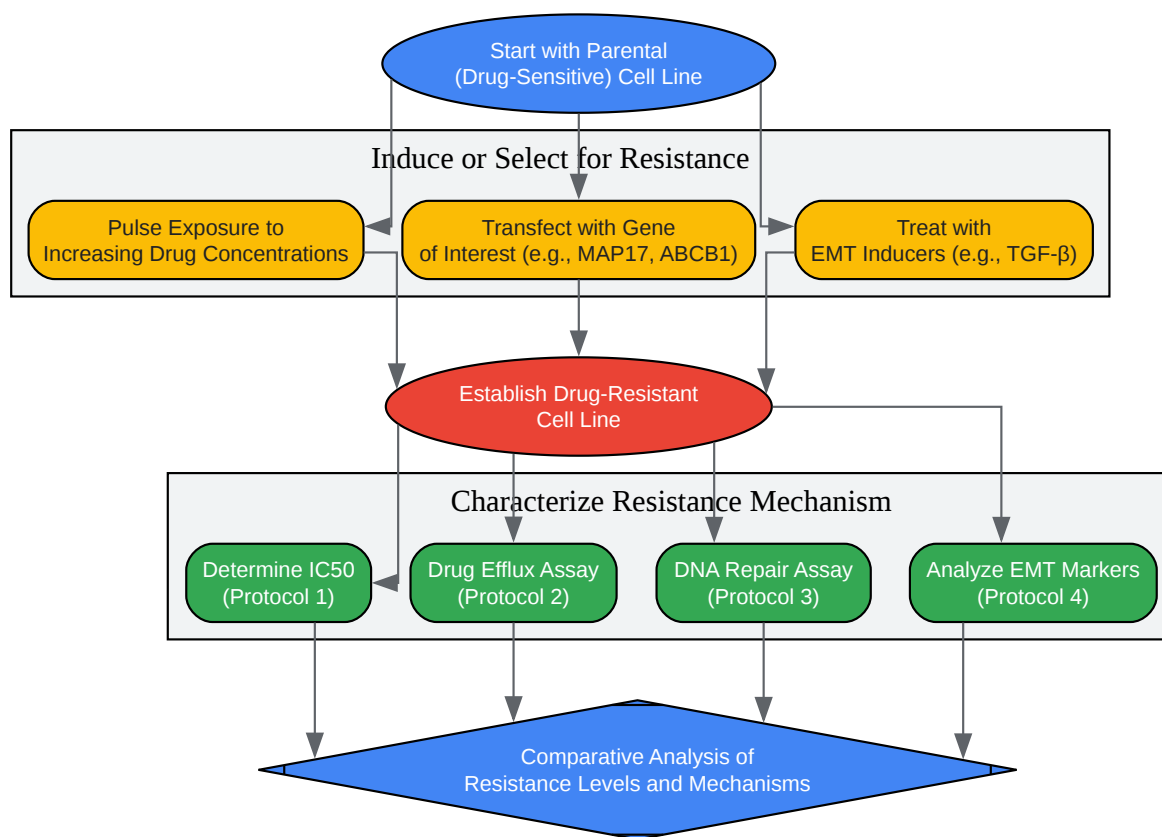 Start with Parental
(Drug-Sensitive) Cell Line
Induce or Select for Resistance
Pulse Exposure to
Increasing Drug Concentrations
Transfect with Gene
of Interest (e.g., MAP17, ABCB1)
Treat with
EMT Inducers (e.g., TGF-β)
Establish Drug-Resistant
Cell Line
Characterize Resistance Mechanism
Determine IC50
(Protocol 1)
Drug Efflux Assay
(Protocol 2)
DNA Repair Assay
(Protocol 3)
Analyze EMT Markers
(Protocol 4)
Comparative Analysis of
Resistance Levels and Mechanisms